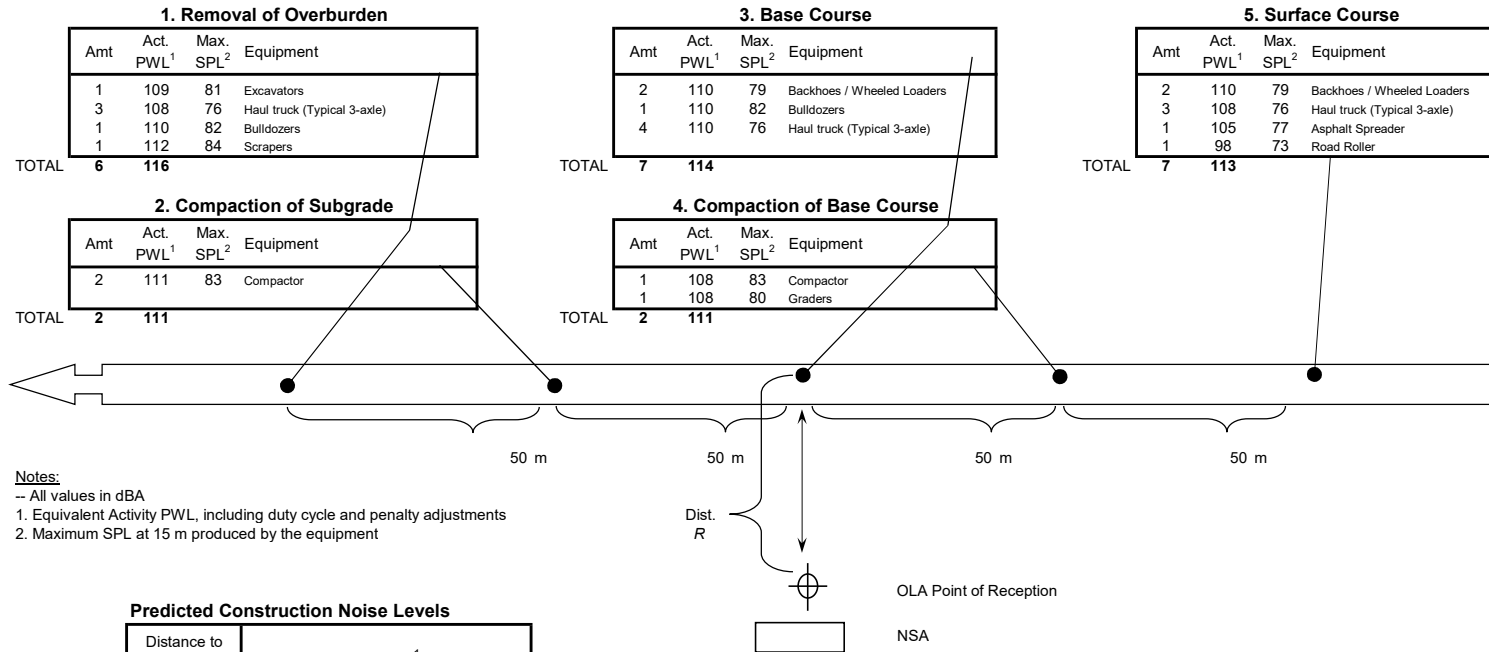 1. Removal of Overburden
Amt Act. PWL1 Max. SPL2 Equipment
1 109 81 Excavators
3 108 76 Haul truck (Typical 3-axle)
1 110 82 Bulldozers
1 112 84 Scrapers
TOTAL 6 116
3. Base Course
Amt Act. PWL1 Max. SPL2 Equipment
2 110 79 Backhoes / Wheeled Loaders
1 110 82 Bulldozers
4 110 76 Haul truck (Typical 3-axle)
TOTAL 7 114
5. Surface Course
Amt Act. PWL1 Max. SPL2 Equipment
2 110 79 Backhoes / Wheeled Loaders
3 108 76 Haul truck (Typical 3-axle)
1 105 77 Asphalt Spreader
1 98 73 Road Roller
TOTAL 7 113
2. Compaction of Subgrade
Amt Act. PWL1 Max. SPL2 Equipment
2 111 83 Compactor
TOTAL 2 111
4. Compaction of Base Course
Amt Act. PWL1 Max. SPL2 Equipment
1 108 83 Compactor
1 108 80 Graders
TOTAL 2 111
50 m 50 m 50 m 50 m
Notes:
-- All values in dBA
1. Equivalent Activity PWL, including duty cycle and penalty adjustments
2. Maximum SPL at 15 m produced by the equipment
Dist.
R
OLA Point of Reception
NSA
Predicted Construction Noise Levels
Distance to